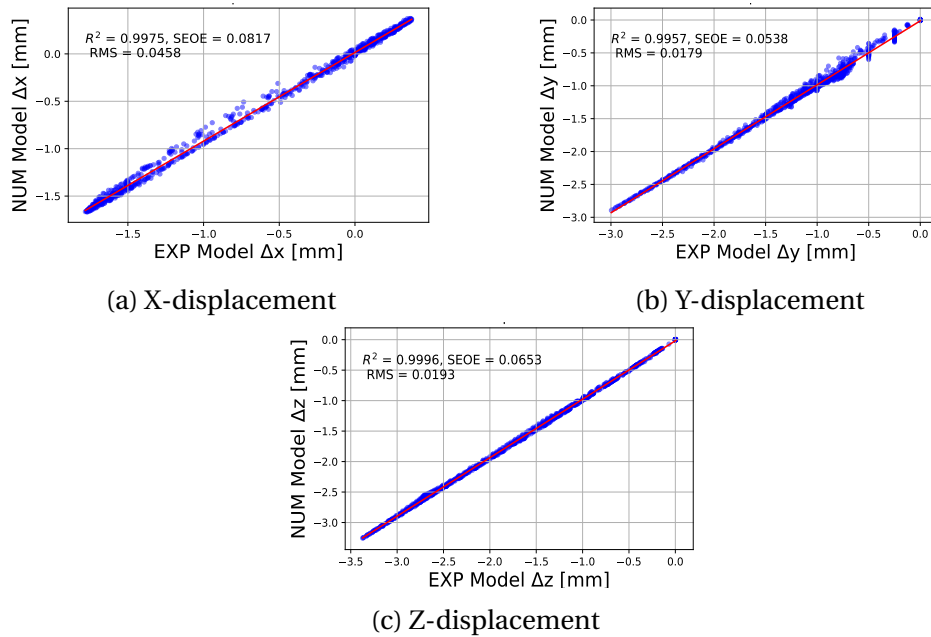 R² = 0.9975, SEOE = 0.0817
RMS = 0.0458
NUM Model Δx [mm]
0.0
−0.5
−1.0
−1.5
−1.5 −1.0 −0.5 0.0
EXP Model Δx [mm]
(a) X-displacement
R² = 0.9957, SEOE = 0.0538
RMS = 0.0179
NUM Model Δy [mm]
0.0
−0.5
−1.0
−1.5
−2.0
−2.5
−3.0
−3.0 −2.5 −2.0 −1.5 −1.0 −0.5 0.0
EXP Model Δy [mm]
(b) Y-displacement
R² = 0.9996, SEOE = 0.0653
RMS = 0.0193
NUM Model Δz [mm]
0.0
−0.5
−1.0
−1.5
−2.0
−2.5
−3.0
−3.5 −3.0 −2.5 −2.0 −1.5 −1.0 −0.5 0.0
EXP Model Δz [mm]
(c) Z-displacement